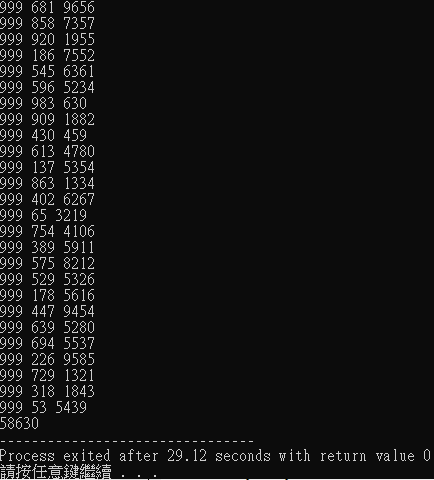 999 681 9656
999 858 7357
999 920 1955
999 186 7552
999 545 6361
999 596 5234
999 983 630
999 909 1882
999 430 459
999 613 4780
999 137 5354
999 863 1334
999 402 6267
999 65 3219
999 754 4106
999 389 5911
999 575 8212
999 529 5326
999 178 5616
999 447 9454
999 639 5280
999 694 5537
999 226 9585
999 729 1321
999 318 1843
999 53 5439
58630
--------------------------------
Process exited after 29.12 seconds with return value 0
請按任意鍵繼續 . . .